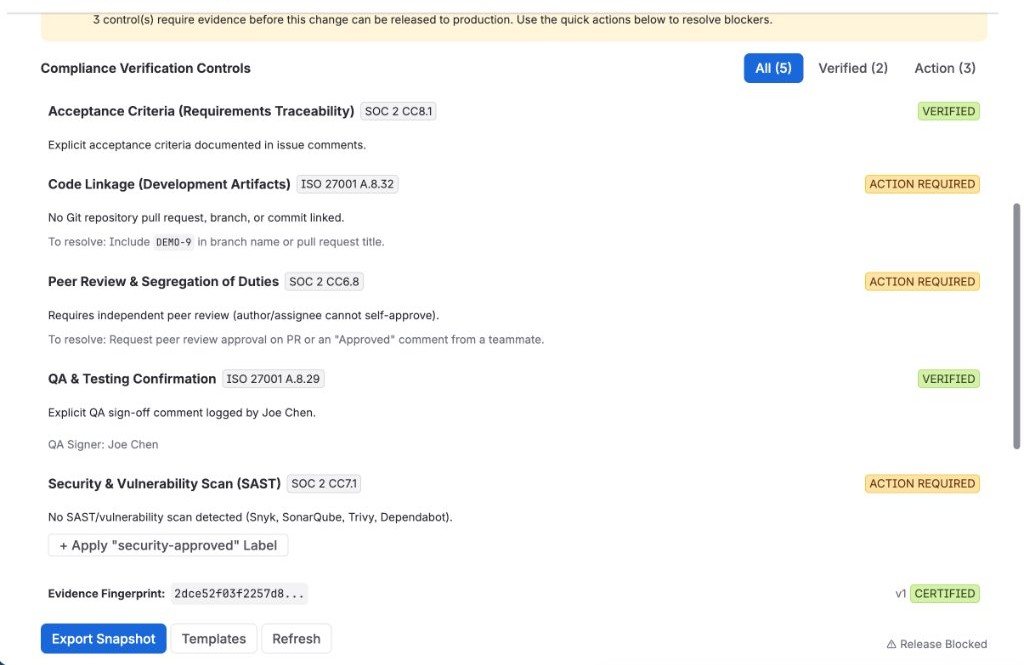 3 control(s) require evidence before this change can be released to production. Use the quick actions below to resolve blockers.
Compliance Verification Controls
All (5) Verified (2) Action (3)
Acceptance Criteria (Requirements Traceability) SOC 2 CC8.1 VERIFIED
Explicit acceptance criteria documented in issue comments.
Code Linkage (Development Artifacts) ISO 27001 A.8.32 ACTION REQUIRED
No Git repository pull request, branch, or commit linked.
To resolve: Include DEMO-9 in branch name or pull request title.
Peer Review & Segregation of Duties SOC 2 CC6.8 ACTION REQUIRED
Requires independent peer review (author/assignee cannot self-approve).
To resolve: Request peer review approval on PR or an "Approved" comment from a teammate.
QA & Testing Confirmation ISO 27001 A.8.29 VERIFIED
Explicit QA sign-off comment logged by Joe Chen.
QA Signer: Joe Chen
Security & Vulnerability Scan (SAST) SOC 2 CC7.1 ACTION REQUIRED
No SAST/vulnerability scan detected (Snyk, SonarQube, Trivy, Dependabot).
+ Apply "security-approved" Label
Evidence Fingerprint: 2dce52f03f2257d8... v1 CERTIFIED
Export Snapshot Templates Refresh
⚠ Release Blocked